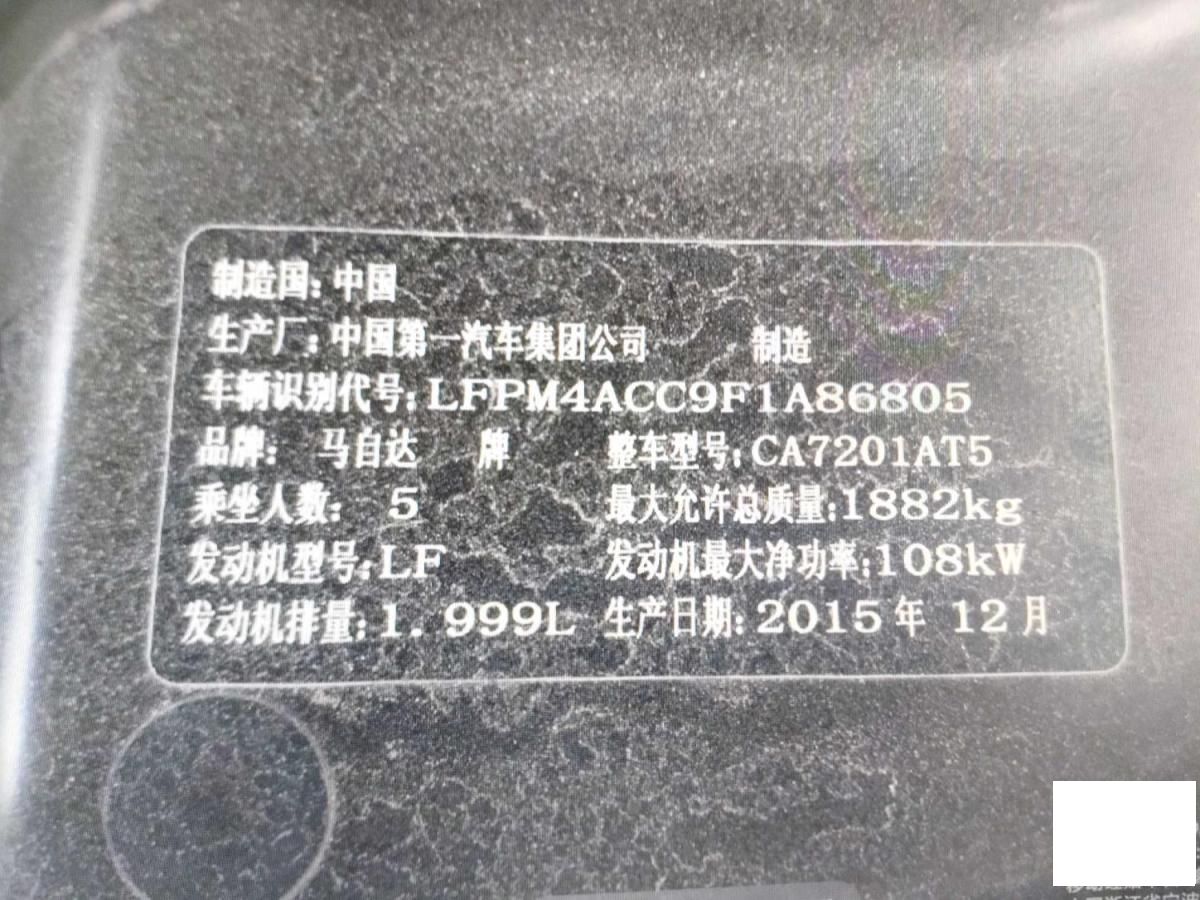 制造国：中国
生产厂：中国第一汽车集团公司 制造
车辆识别代号：LFPM4ACC9F1A86805
品牌： 马自达 牌 整车型号：CA7201AT5
乘坐人数： 5 最大允许总质量：1882kg
发动机型号：LF 发动机最大净功率：108kW
发动机排量：1. 999L 生产日期：2015年 12月